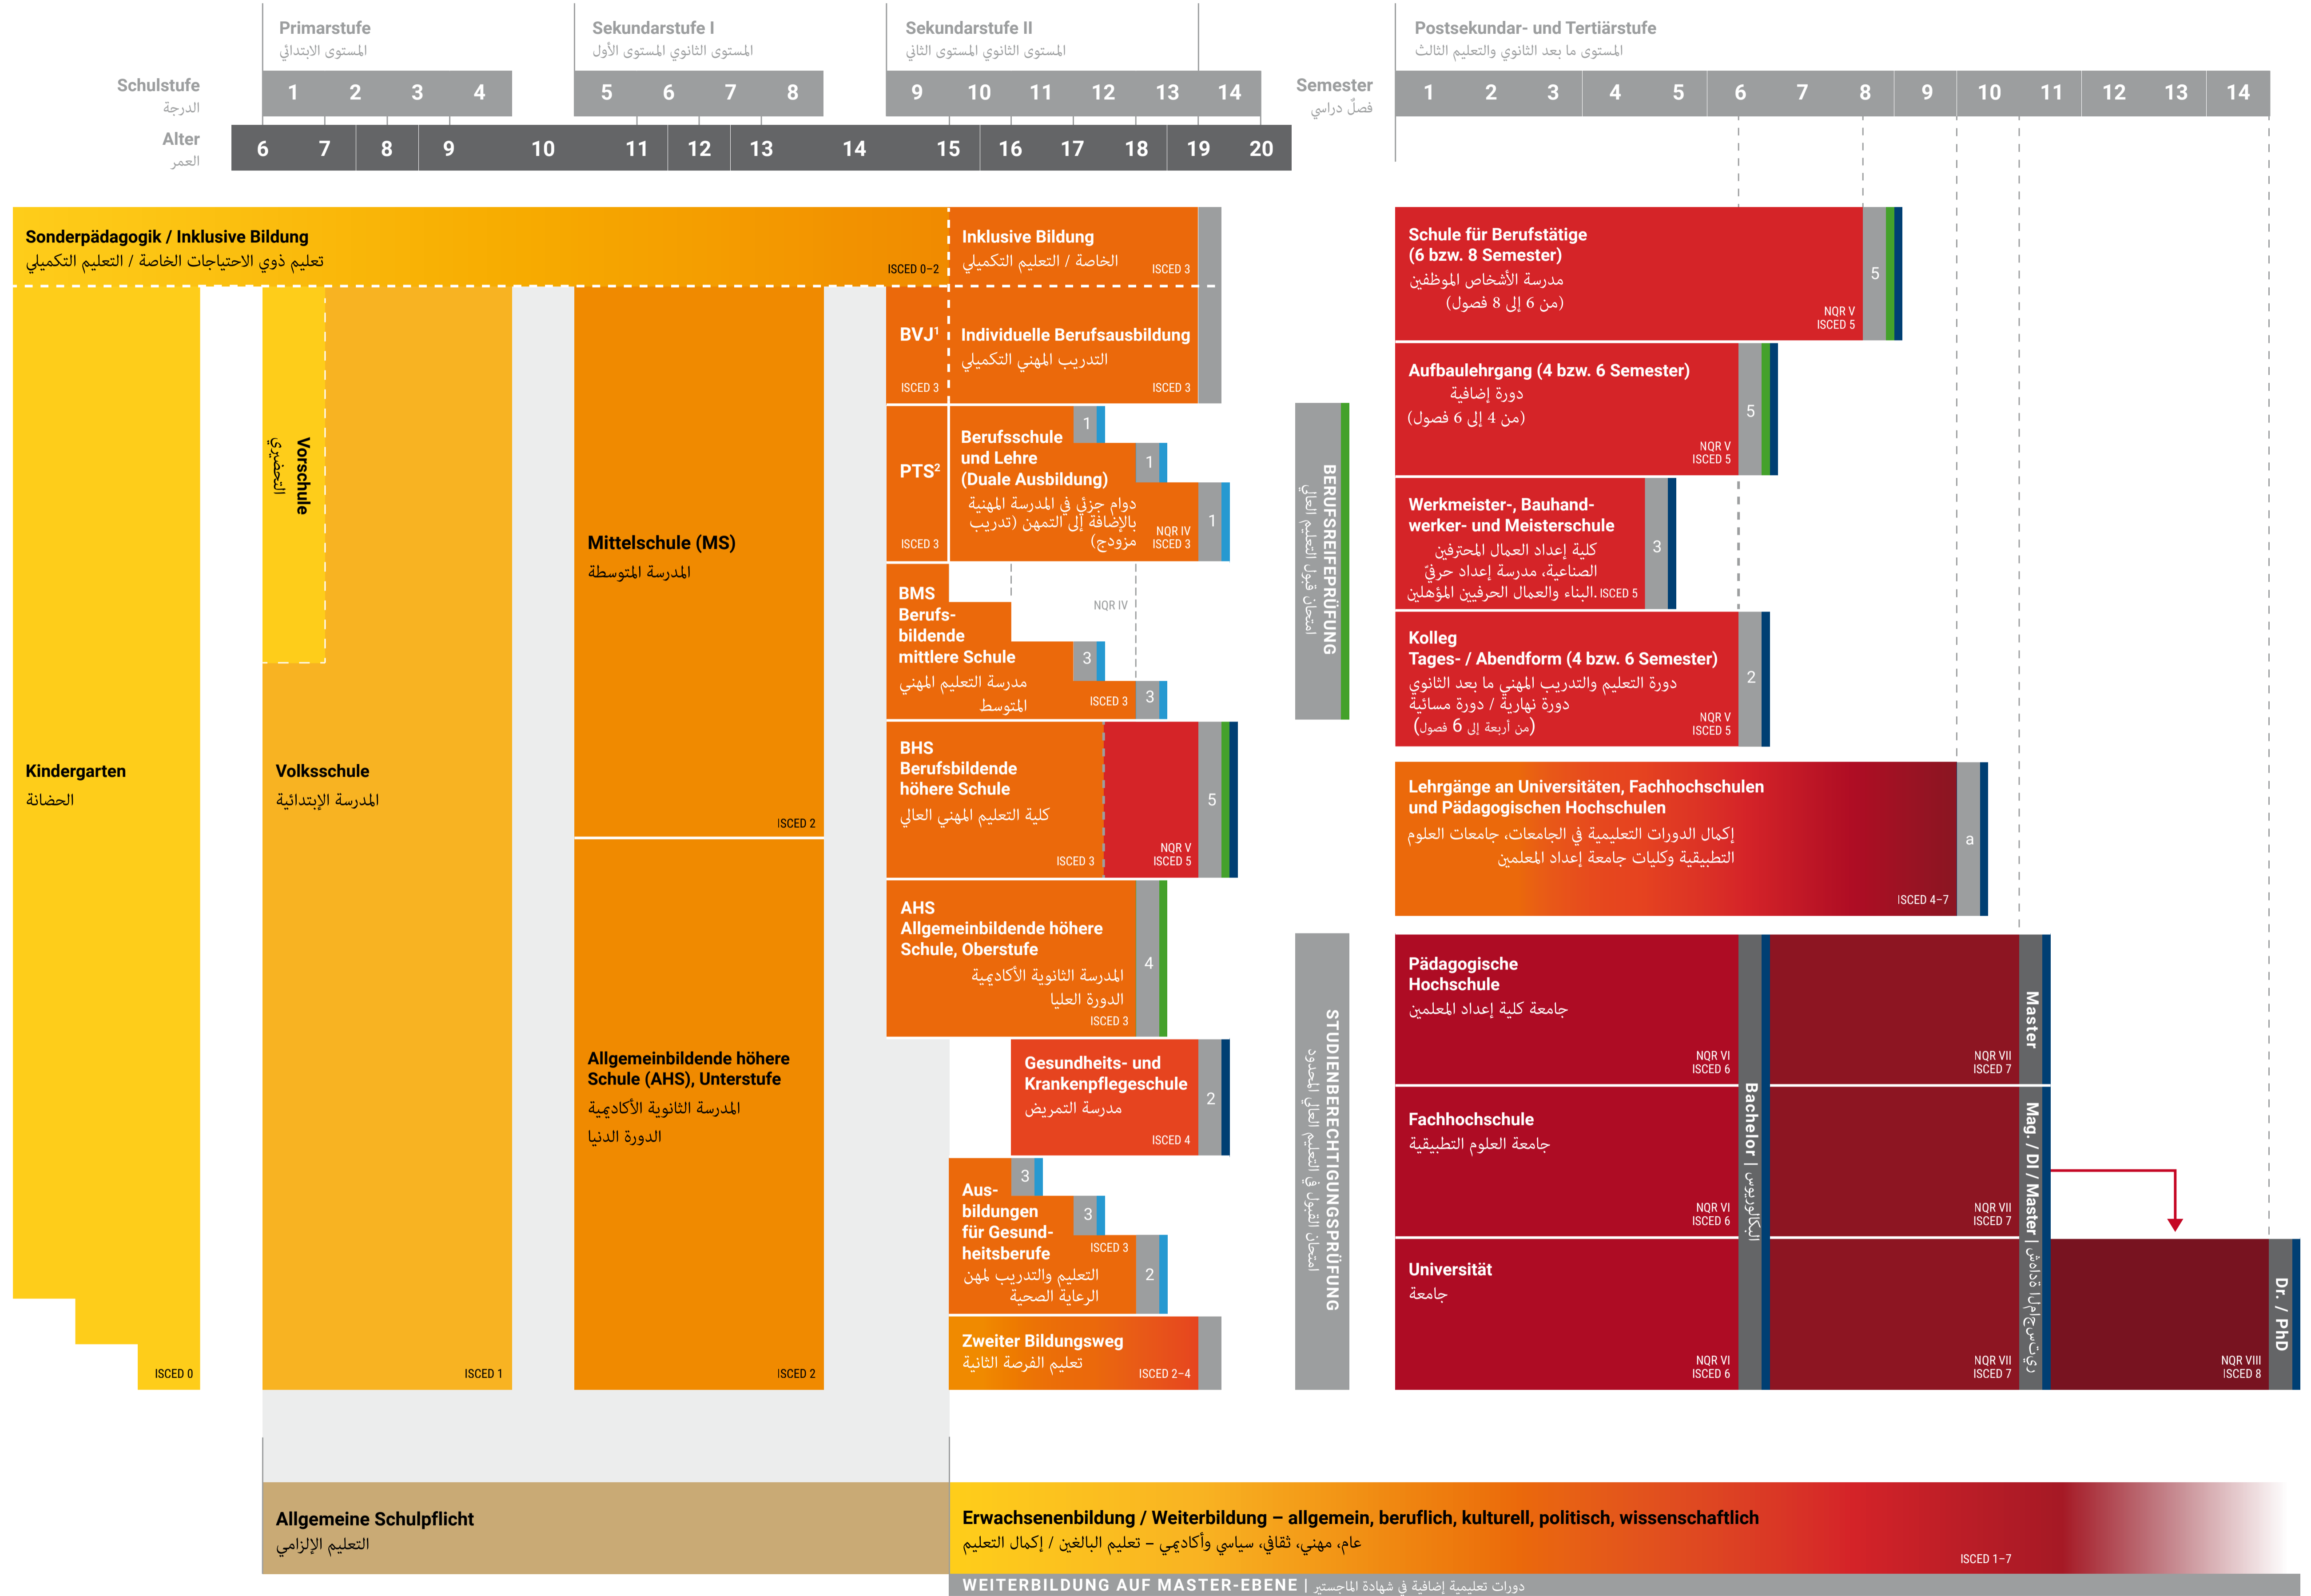 Primarstufe
المستوى الابتدائي
Sekundarstufe I
المستوى الثانوي المستوى الأول
Sekundarstufe II
المستوى الثانوي المستوى الثاني
Postsekundar- und Tertiärstufe
المستوى ما بعد الثانوي والتعليم الثالث
Schulstufe
الدرجة
1 2 3 4 5 6 7 8 9 10 11 12 13 14
Semester
فصلٌ دراسي
1 2 3 4 5 6 7 8 9 10 11 12 13 14
Alter
العمر
6 7 8 9 10 11 12 13 14 15 16 17 18 19 20
Sonderpädagogik / Inklusive Bildung
تعليم ذوي الاحتياجات الخاصة / التعليم التكميلي
ISCED 0–2
Inklusive Bildung
الخاصة / التعليم التكميلي
ISCED 3
Kindergarten
الحضانة
ISCED 0
Vorschule
التحضيري
Volksschule
المدرسة الإبتدائية
ISCED 1
Mittelschule (MS)
المدرسة المتوسطة
ISCED 2
Allgemeinbildende höhere
Schule (AHS), Unterstufe
المدرسة الثانوية الأكاديمية
الدورة الدنيا
ISCED 2
BVJ¹
ISCED 3
Individuelle Berufsausbildung
التدريب المهني التكميلي
ISCED 3
PTS²
ISCED 3
Berufsschule
und Lehre
(Duale Ausbildung)
دوام جزئي في المدرسة المهنية
بالإضافة إلى التمهن (تدريب
مزودج)
NQR IV
ISCED 3
1
1
1
BMS
Berufs-
bildende
mittlere Schule
مدرسة التعليم المهني
المتوسط
NQR IV
ISCED 3
3
3
BHS
Berufsbildende
höhere Schule
كلية التعليم المهني العالي
ISCED 3
NQR V
ISCED 5
5
AHS
Allgemeinbildende höhere
Schule, Oberstufe
المدرسة الثانوية الأكاديمية
الدورة العليا
ISCED 3
4
Gesundheits- und
Krankenpflegeschule
مدرسة التمريض
ISCED 4
2
Aus-
bildungen
für Gesund-
heitsberufe
التعليم والتدريب لمهن
الرعاية الصحية
ISCED 3
3
3
2
Zweiter Bildungsweg
تعليم الفرصة الثانية
ISCED 2–4
BERUFSREIFEPRÜFUNG
امتحان قبول التعليم العالي
STUDIENBERECHTIGUNGSPRÜFUNG
امتحان القبول في التعليم العالي المحدود
Schule für Berufstätige
(6 bzw. 8 Semester)
مدرسة الأشخاص الموظفين
(من 6 إلى 8 فصول)
NQR V
ISCED 5
5
Aufbaulehrgang (4 bzw. 6 Semester)
دورة إضافية
(من 4 إلى 6 فصول)
NQR V
ISCED 5
5
Werkmeister-, Bauhand-
werker- und Meisterschule
كلية إعداد العمال المحترفين
الصناعية، مدرسة إعداد حرفيّ
البناء والعمال الحرفيين المؤهلين.
ISCED 5
3
Kolleg
Tages- / Abendform (4 bzw. 6 Semester)
دورة التعليم والتدريب المهني ما بعد الثانوي
دورة نهارية / دورة مسائية
(من أربعة إلى 6 فصول)
NQR V
ISCED 5
2
Lehrgänge an Universitäten, Fachhochschulen
und Pädagogischen Hochschulen
إكمال الدورات التعليمية في الجامعات، جامعات العلوم
التطبيقية وكليات جامعة إعداد المعلمين
ISCED 4–7
a
Pädagogische
Hochschule
جامعة كلية إعداد المعلمين
NQR VI
ISCED 6
NQR VII
ISCED 7
Master
Fachhochschule
جامعة العلوم التطبيقية
NQR VI
ISCED 6
NQR VII
ISCED 7
Bachelor | البكالوريوس
Mag. / DI / Master | شهادة الماجستير
Universität
جامعة
NQR VI
ISCED 6
NQR VII
ISCED 7
NQR VIII
ISCED 8
Dr. / PhD
Allgemeine Schulpflicht
التعليم الإلزامي
Erwachsenenbildung / Weiterbildung – allgemein, beruflich, kulturell, politisch, wissenschaftlich
عام، مهني، ثقافي، سياسي وأكاديمي – تعليم البالغين / إكمال التعليم
ISCED 1–7
WEITERBILDUNG AUF MASTER-EBENE | دورات تعليمية إضافية في شهادة الماجستير